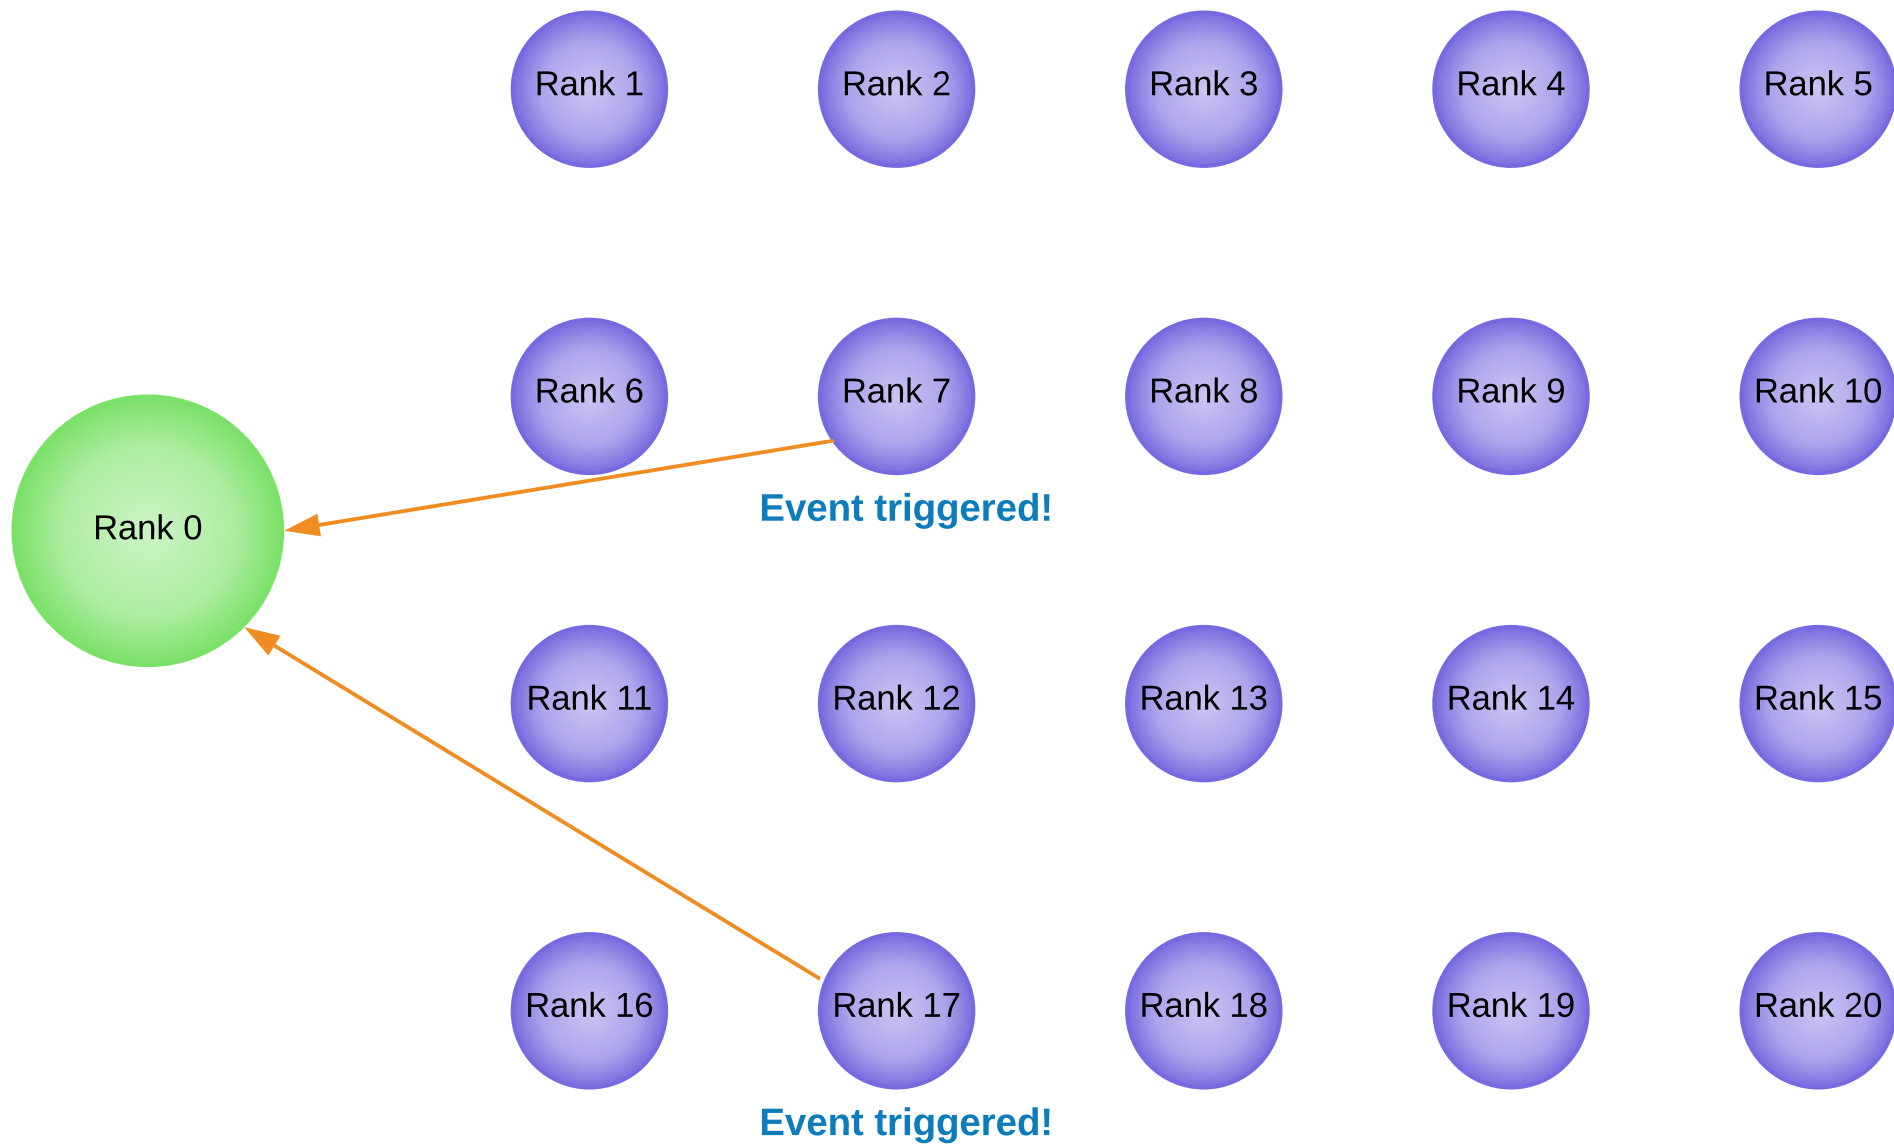 Rank 1
Rank 2
Rank 3
Rank 4
Rank 5
Rank 6
Rank 7
Rank 8
Rank 9
Rank 10
Event triggered!
Rank 0
Rank 11
Rank 12
Rank 13
Rank 14
Rank 15
Rank 16
Rank 17
Rank 18
Rank 19
Rank 20
Event triggered!